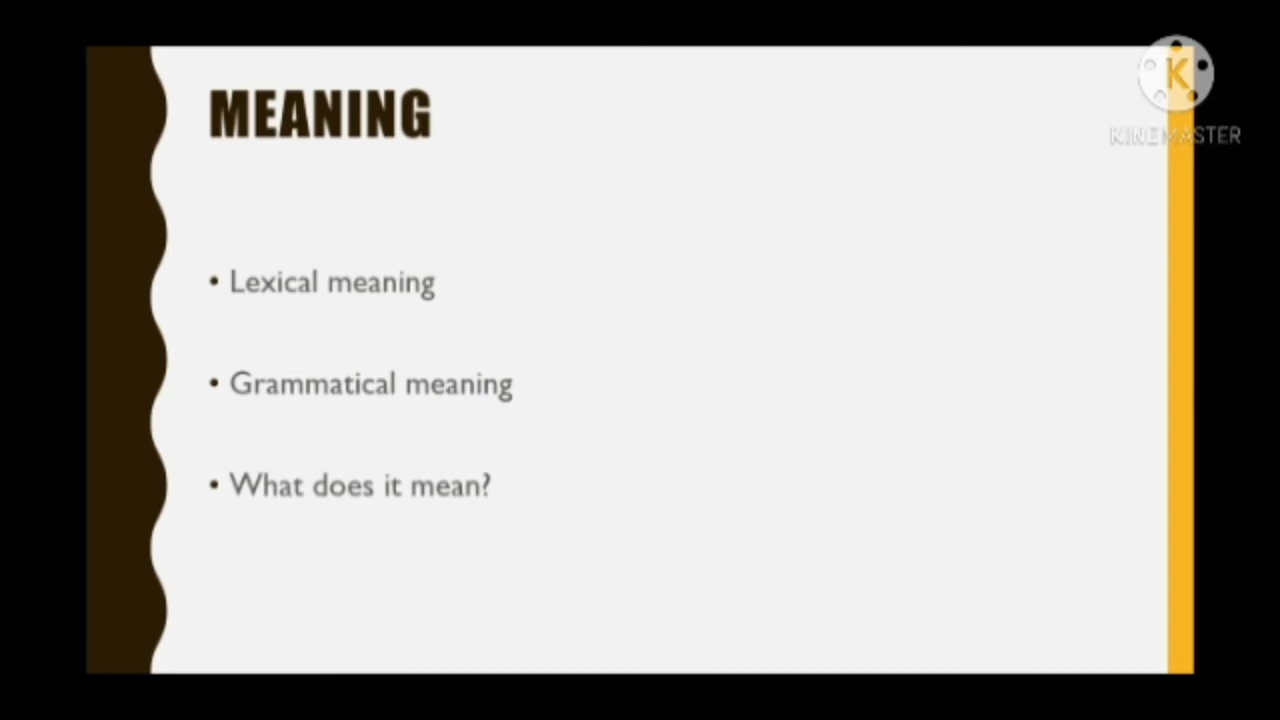 MEANING
K
KINEMASTER
• Lexical meaning
• Grammatical meaning
• What does it mean?